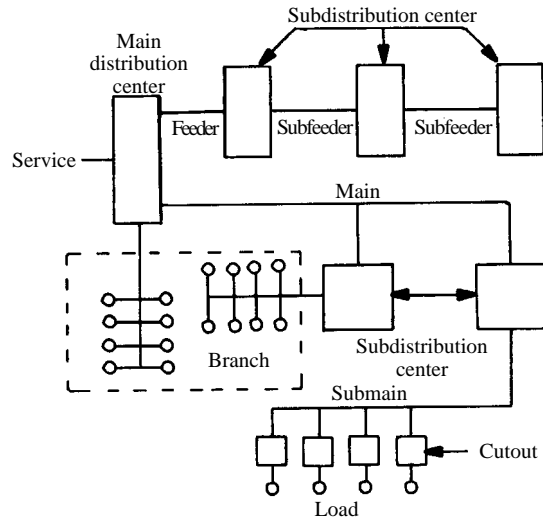 Subdistribution center
Main
distribution
center
Feeder
Subfeeder
Subfeeder
Service
Main
Branch
Subdistribution
center
Submain
Cutout
Load